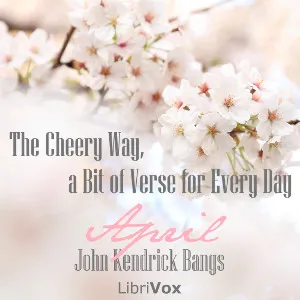 The Cheery Way,
a Bit of Verse for Every Day
April
John Kendrick Bangs
LibriVox